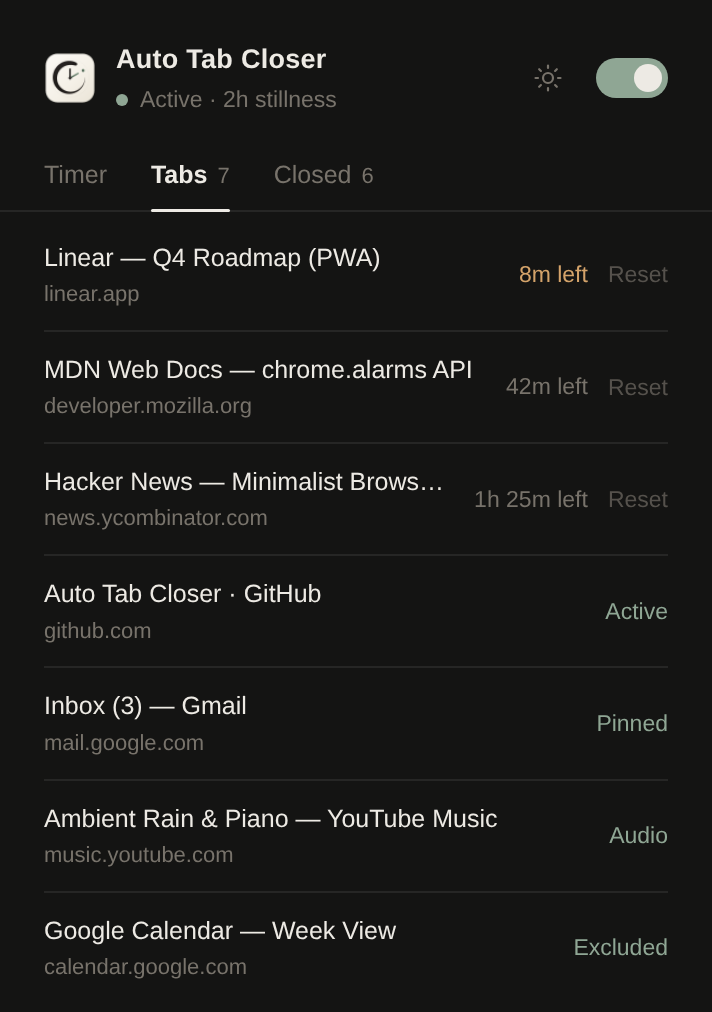 Auto Tab Closer
Active · 2h stillness
Timer Tabs 7 Closed 6
Linear — Q4 Roadmap (PWA)
linear.app
8m left Reset
MDN Web Docs — chrome.alarms API
developer.mozilla.org
42m left Reset
Hacker News — Minimalist Brows…
news.ycombinator.com
1h 25m left Reset
Auto Tab Closer · GitHub
github.com
Active
Inbox (3) — Gmail
mail.google.com
Pinned
Ambient Rain & Piano — YouTube Music
music.youtube.com
Audio
Google Calendar — Week View
calendar.google.com
Excluded